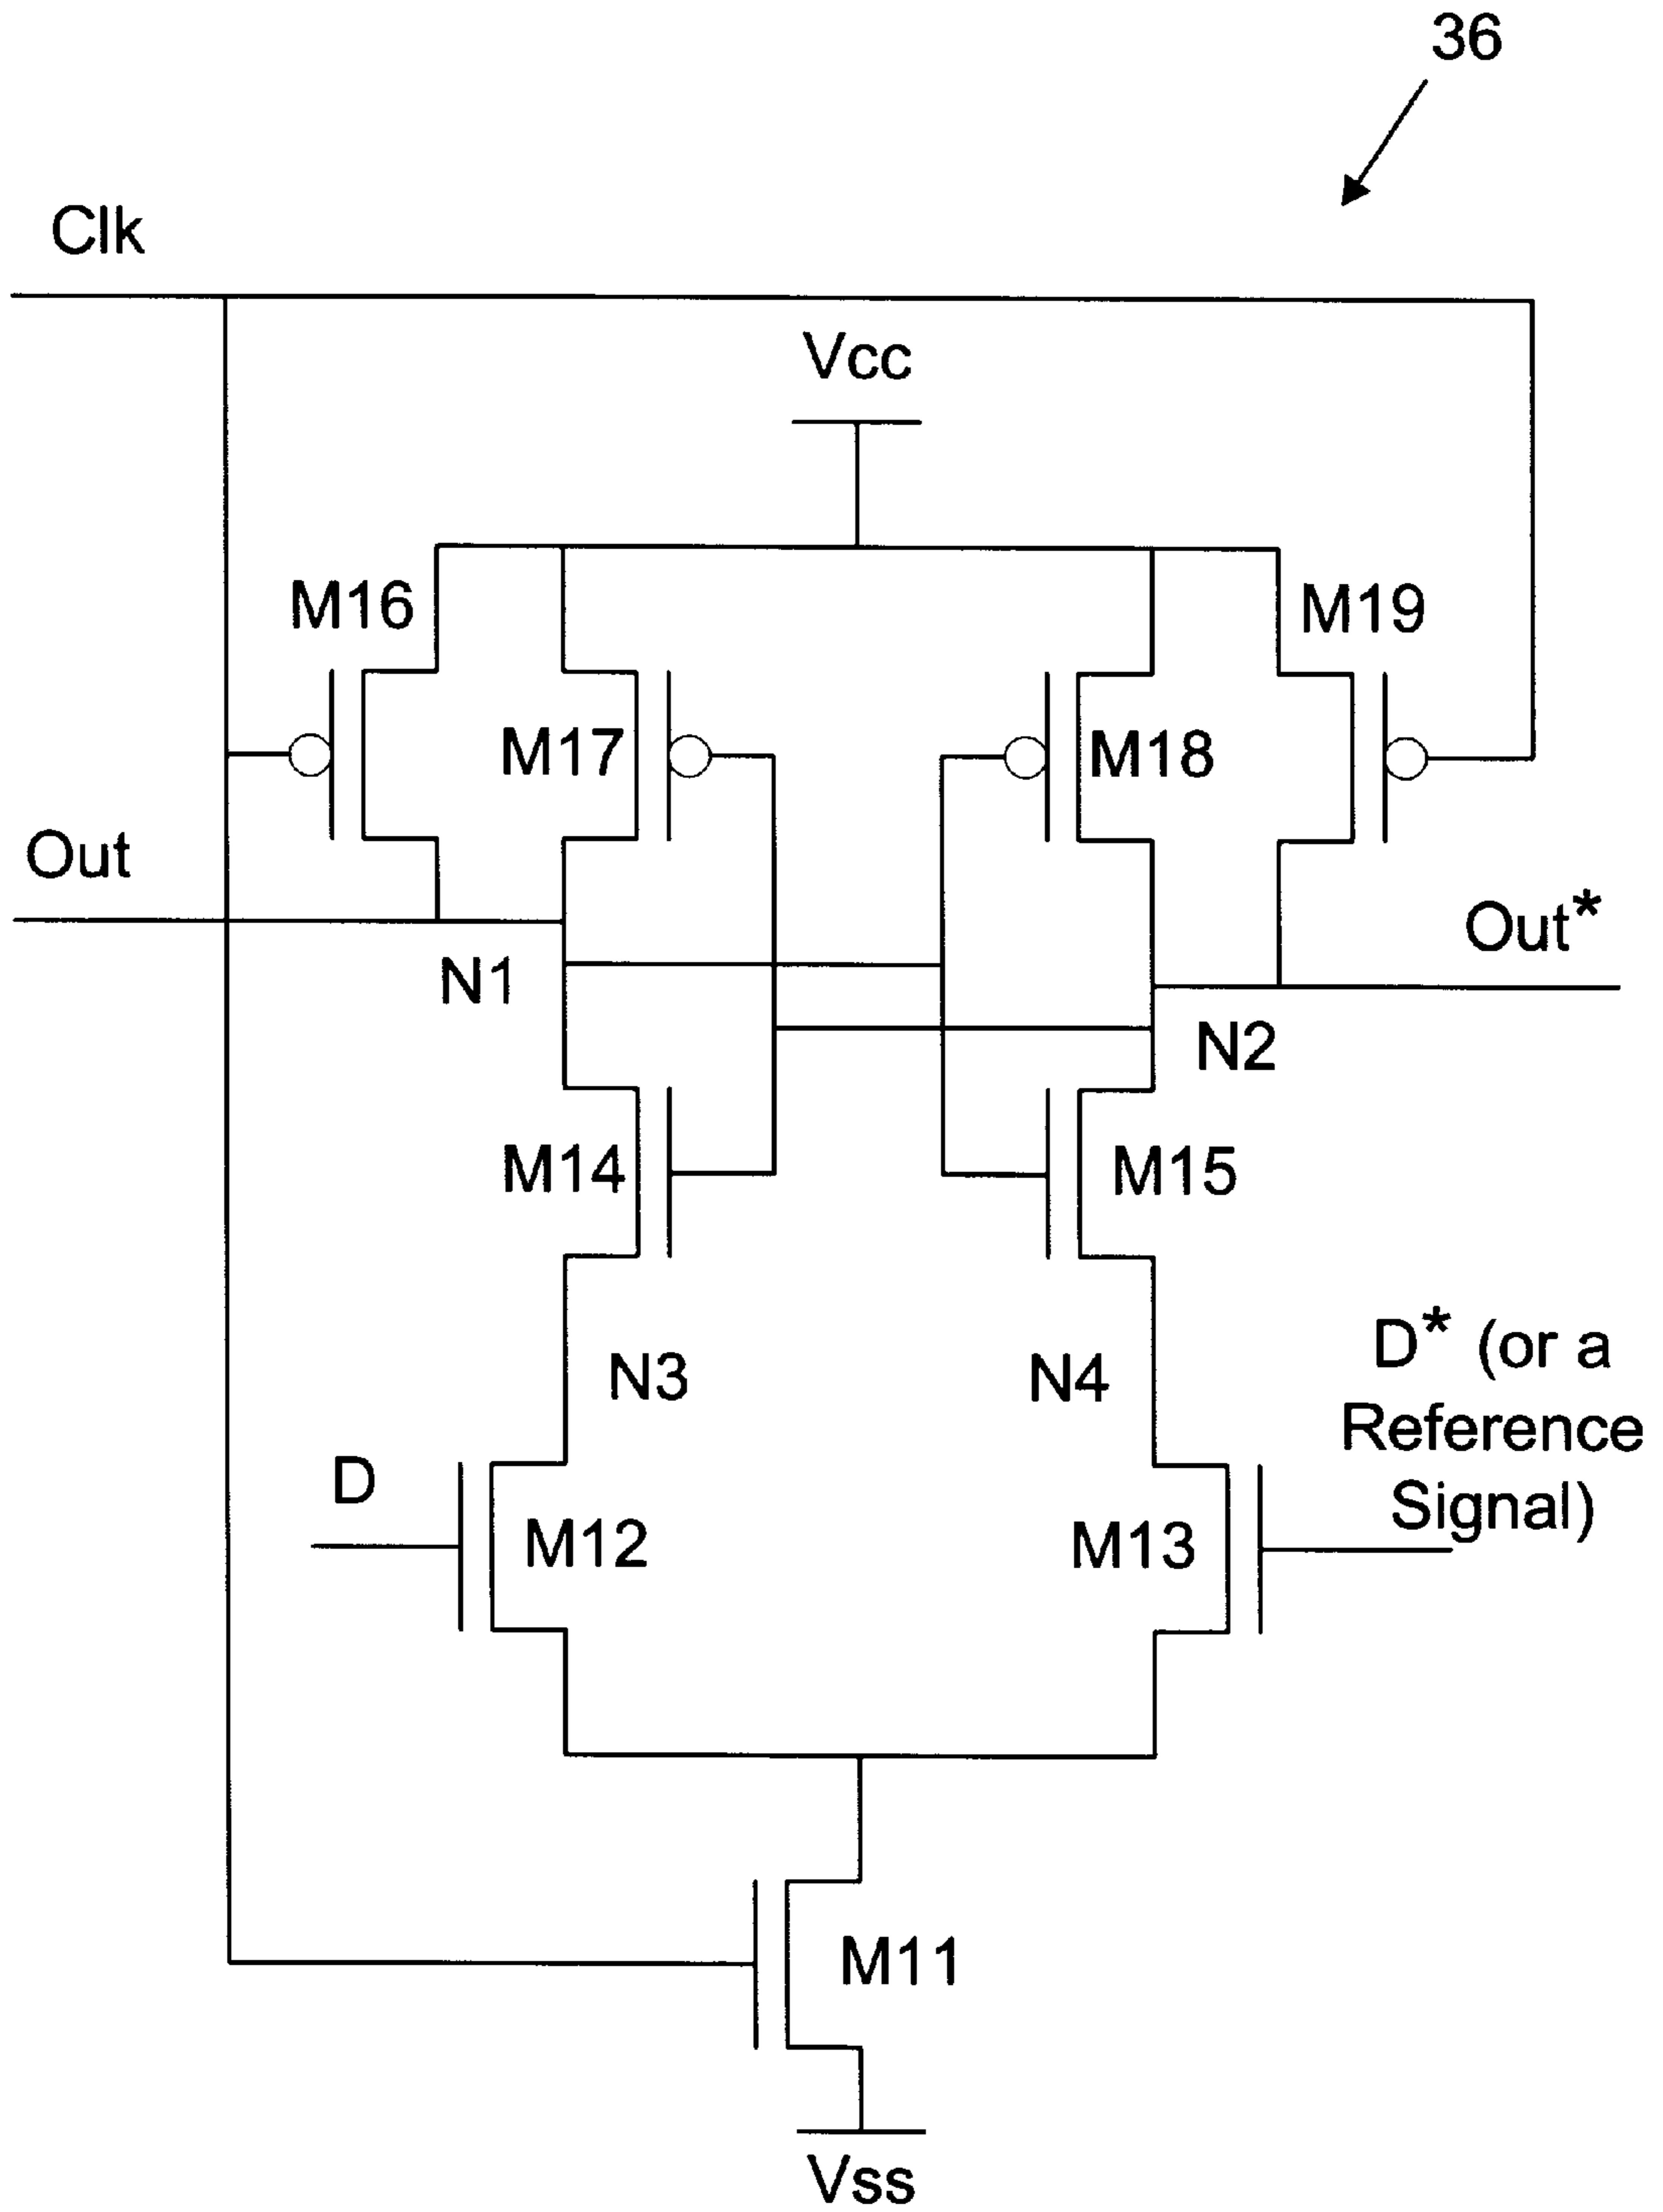 36
Clk
Vcc
M16
M19
M17
M18
Out
Out*
N1
N2
M14
M15
D* (or a
Reference
Signal)
N3
N4
D
M12
M13
M11
Vss